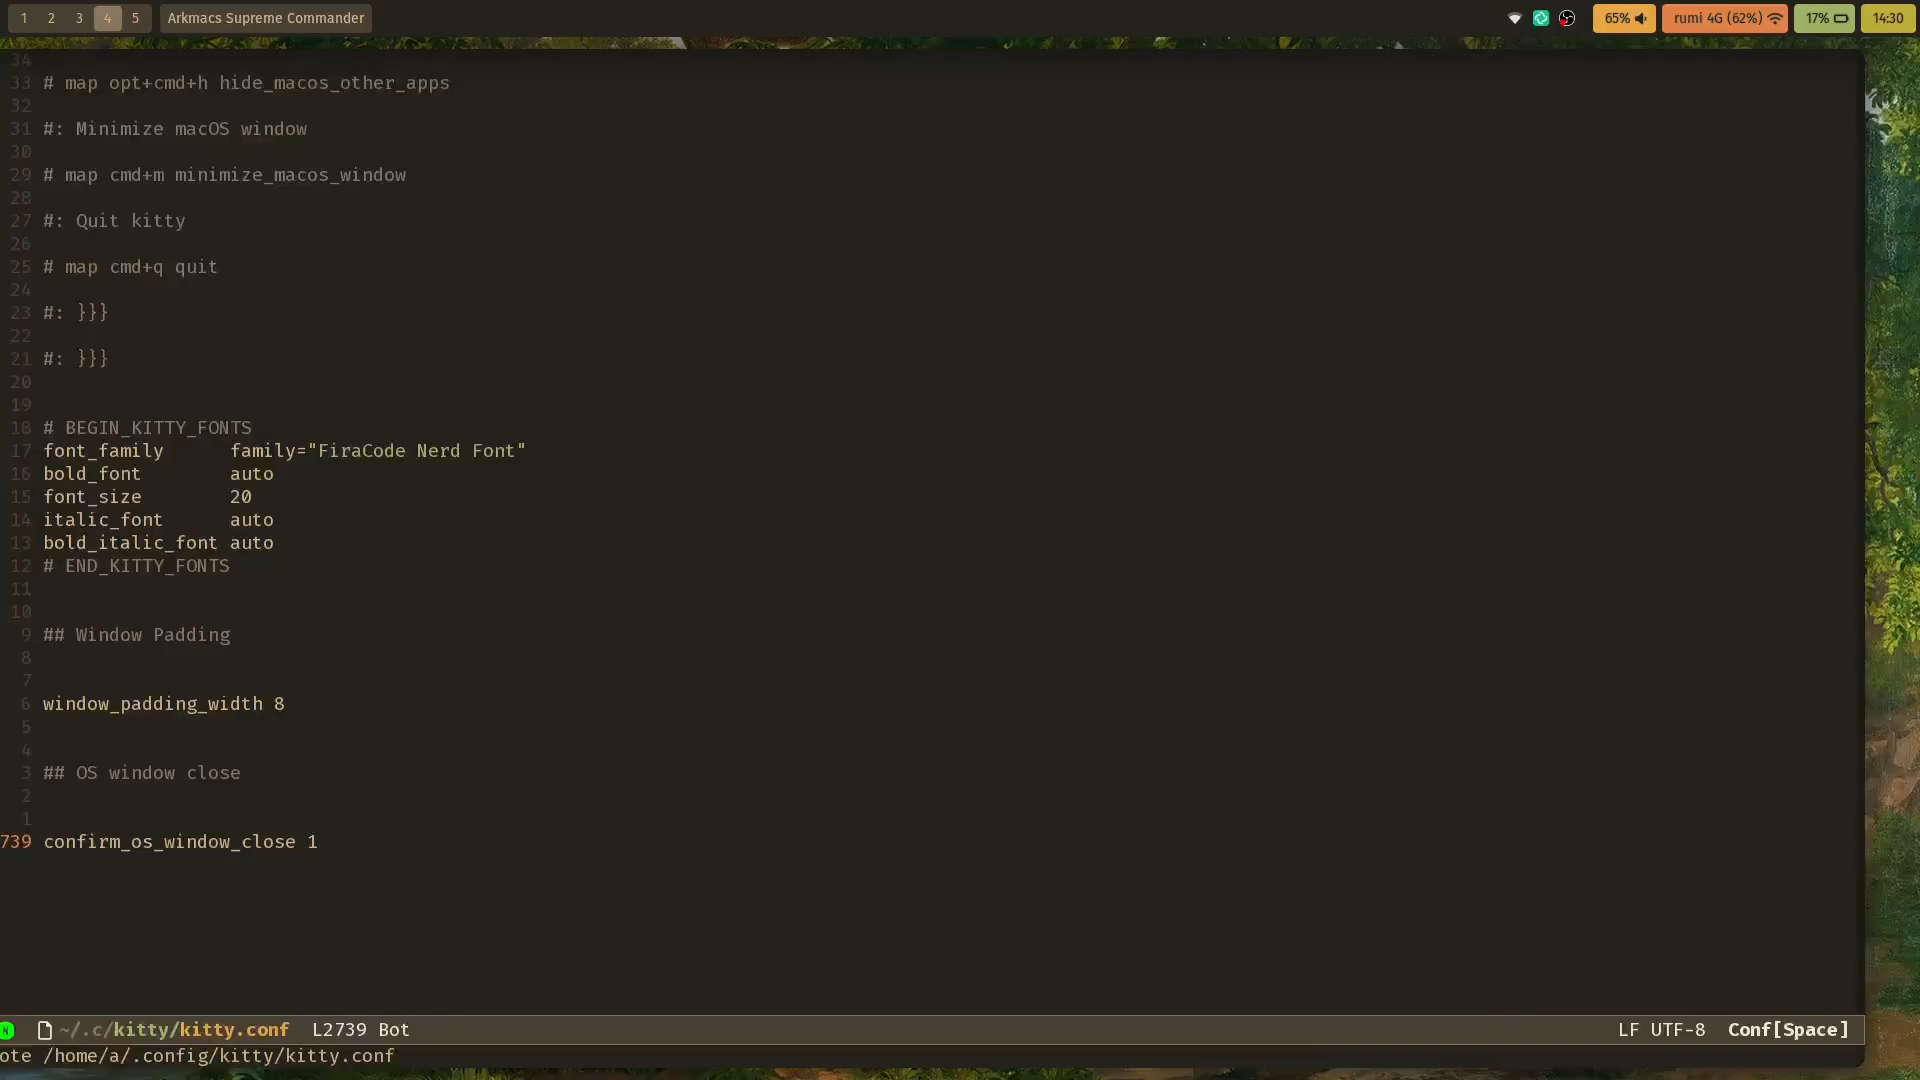 1 2 3 4 5 Arkmacs Supreme Commander 65% rumi 4G (62%) 17% 14:30
34
33 # map opt+cmd+h hide_macos_other_apps
32
31 #: Minimize macOS window
30
29 # map cmd+m minimize_macos_window
28
27 #: Quit kitty
26
25 # map cmd+q quit
24
23 #: }}}
22
21 #: }}}
20
19
18 # BEGIN_KITTY_FONTS
17 font_family      family="FiraCode Nerd Font"
16 bold_font        auto
15 font_size        20
14 italic_font      auto
13 bold_italic_font auto
12 # END_KITTY_FONTS
11
10
9 ## Window Padding
8
7
6 window_padding_width 8
5
4
3 ## OS window close
2
1
739 confirm_os_window_close 1
N ~/.c/kitty/kitty.conf L2739 Bot LF UTF-8 Conf[Space]
ote /home/a/.config/kitty/kitty.conf